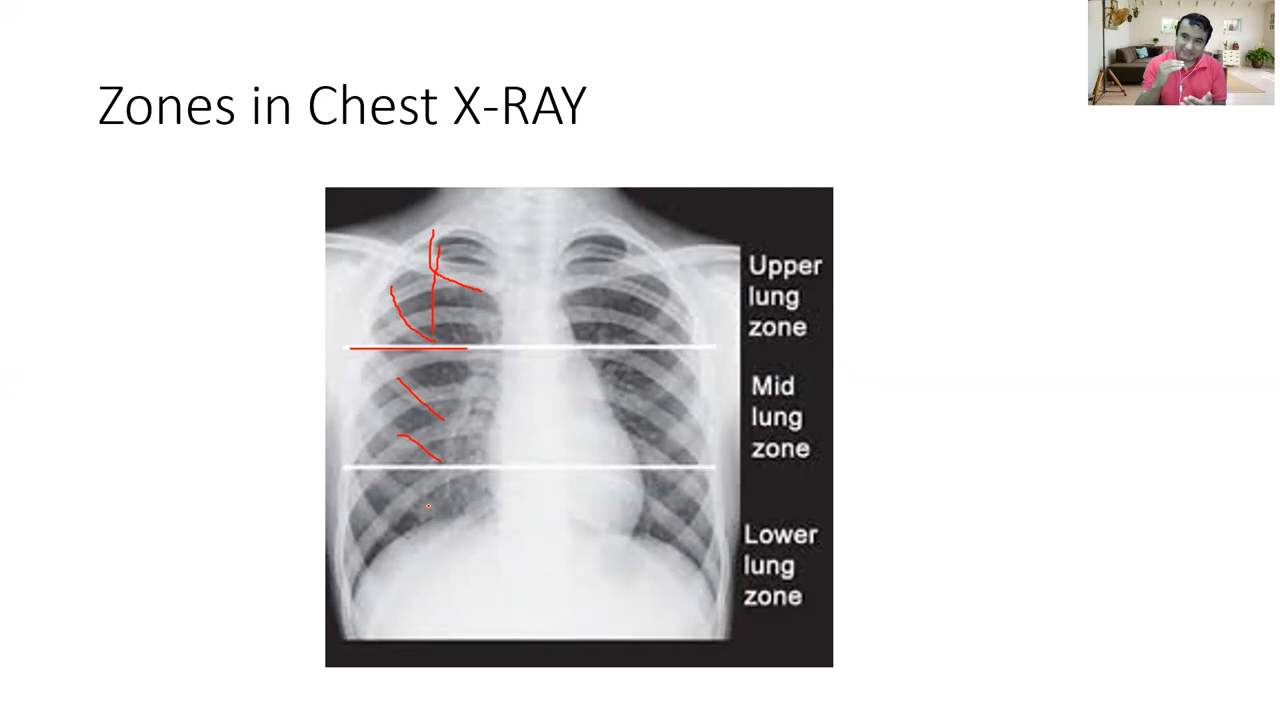 Zones in Chest X-RAY
Upper
lung
zone
Mid
lung
zone
Lower
lung
zone